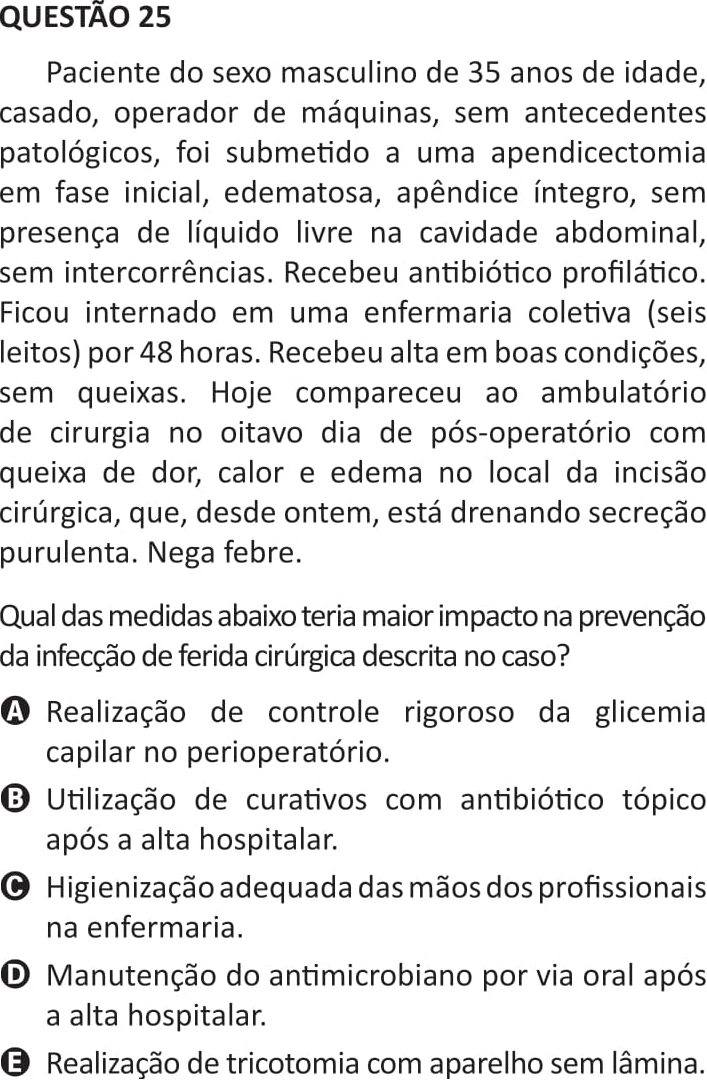 QUESTÃO 25
Paciente do sexo masculino de 35 anos de idade,
casado, operador de máquinas, sem antecedentes
patológicos, foi submetido a uma apendicectomia
em fase inicial, edematosa, apêndice íntegro, sem
presença de líquido livre na cavidade abdominal,
sem intercorrências. Recebeu antibiótico profilático.
Ficou internado em uma enfermaria coletiva (seis
leitos) por 48 horas. Recebeu alta em boas condições,
sem queixas. Hoje compareceu ao ambulatório
de cirurgia no oitavo dia de pós-operatório com
queixa de dor, calor e edema no local da incisão
cirúrgica, que, desde ontem, está drenando secreção
purulenta. Nega febre.
Qual das medidas abaixo teria maior impacto na prevenção
da infecção de ferida cirúrgica descrita no caso?
A Realização de controle rigoroso da glicemia
capilar no perioperatório.
B Utilização de curativos com antibiótico tópico
após a alta hospitalar.
C Higienização adequada das mãos dos profissionais
na enfermaria.
D Manutenção do antimicrobiano por via oral após
a alta hospitalar.
E Realização de tricotomia com aparelho sem lâmina.